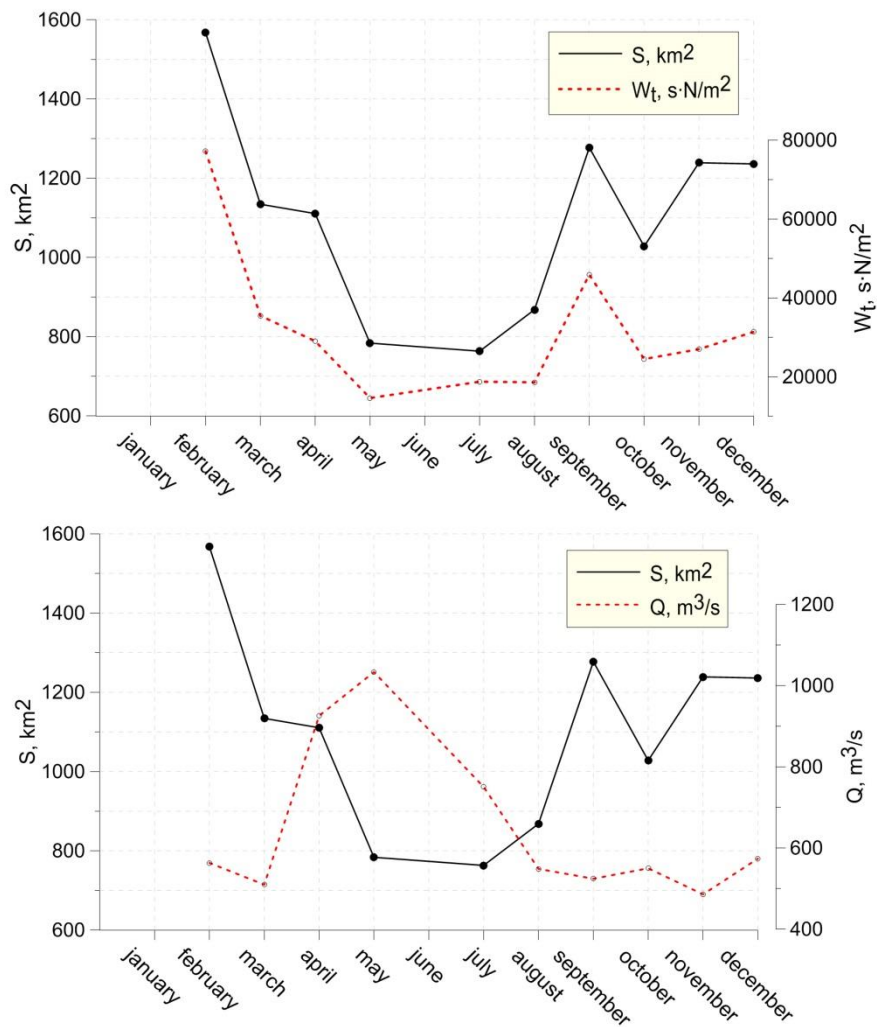 1600
1400
1200
1000
800
600
S, km²
S, km²
Wₜ, s·N/m²
80000
60000
40000
20000
Wₜ, s·N/m²
january
february
march
april
may
june
july
august
september
october
november
december
1600
1400
1200
1000
800
600
S, km²
S, km²
Q, m³/s
1200
1000
800
600
400
Q, m³/s
january
february
march
april
may
june
july
august
september
october
november
december